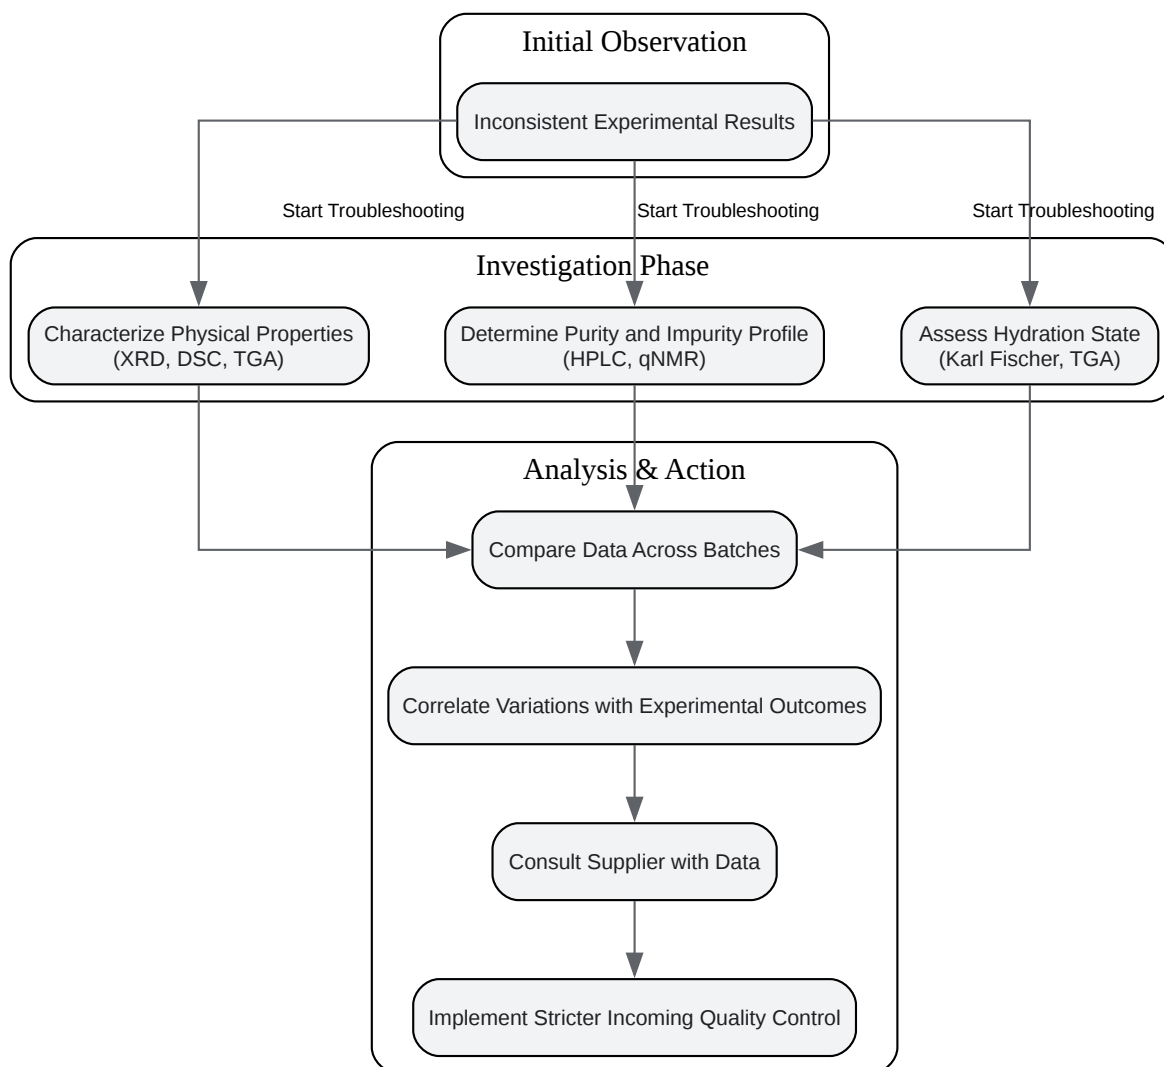 Initial Observation
Inconsistent Experimental Results
Start Troubleshooting
Start Troubleshooting
Start Troubleshooting
Investigation Phase
Characterize Physical Properties
(XRD, DSC, TGA)
Determine Purity and Impurity Profile
(HPLC, qNMR)
Assess Hydration State
(Karl Fischer, TGA)
Analysis & Action
Compare Data Across Batches
Correlate Variations with Experimental Outcomes
Consult Supplier with Data
Implement Stricter Incoming Quality Control